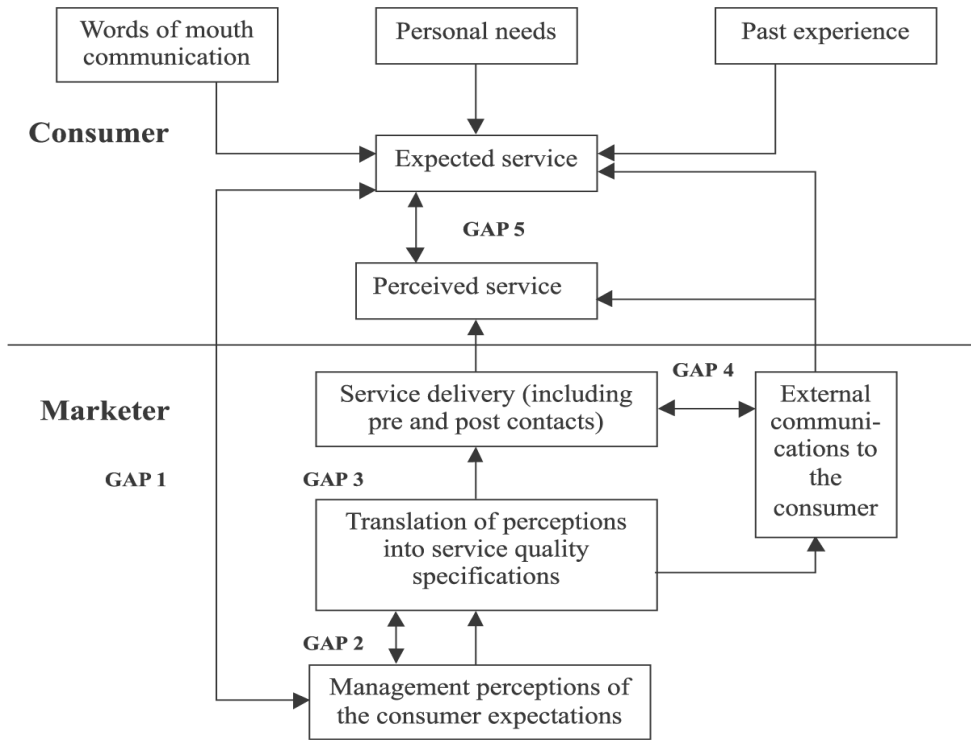 Words of mouth
communication
Personal needs
Past experience
Consumer
Expected service
GAP 5
Perceived service
GAP 4
Marketer
Service delivery (including
pre and post contacts)
External
communi-
cations to
the
consumer
GAP 1
GAP 3
Translation of perceptions
into service quality
specifications
GAP 2
Management perceptions of
the consumer expectations